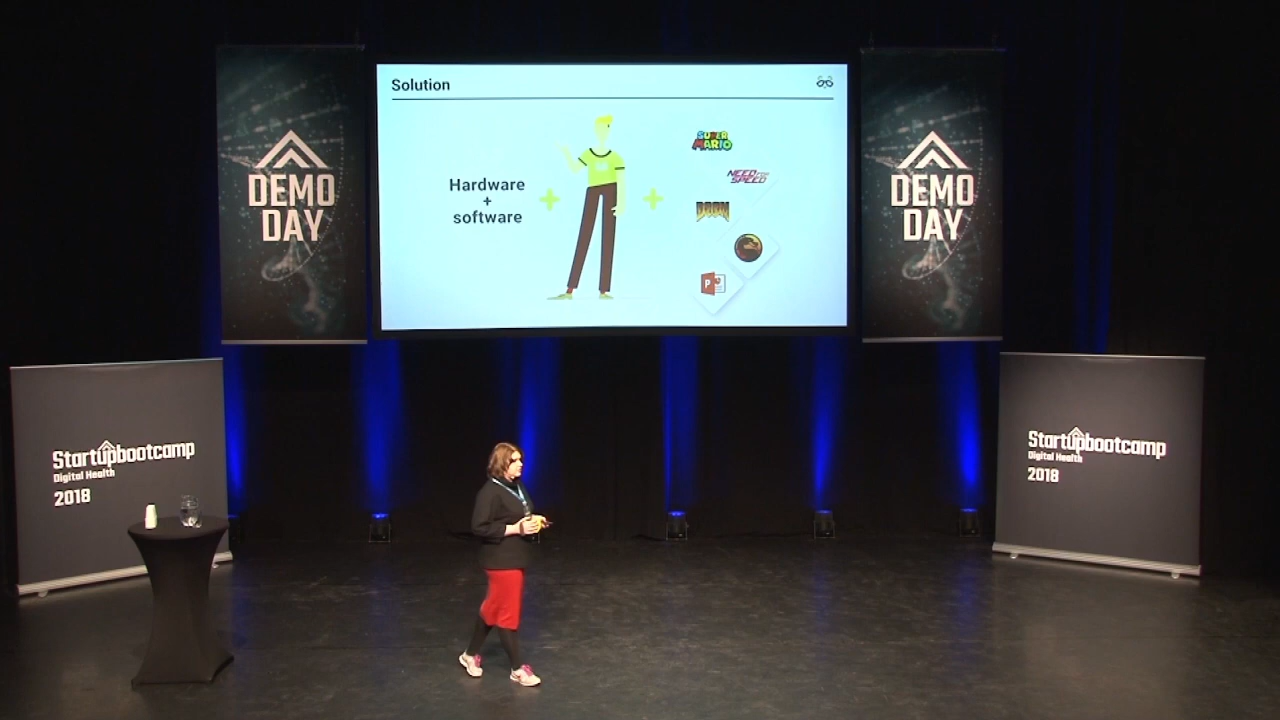 Solution
Hardware
+
software
+
+
SUPER
MARIO
NEED FOR
SPEED
DOOM
P
DEMO
DAY
DEMO
DAY
Startupbootcamp
Digital Health
2018
Startupbootcamp
Digital Health
2018